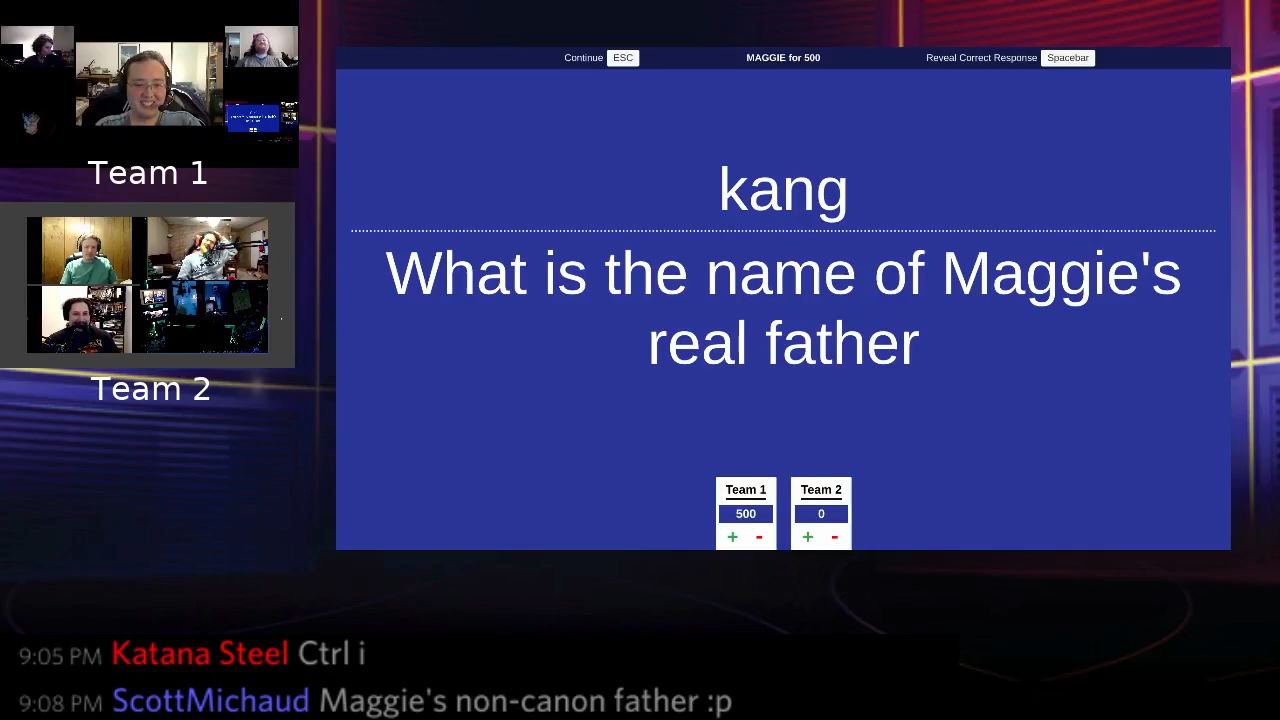 Continue ESC
MAGGIE for 500
Reveal Correct Response Spacebar
kang
What is the name of Maggie's
real father
Team 1
Team 2
Team 1 Team 2
500 0
+ - + -
9:05 PM Katana Steel Ctrl i
9:08 PM ScottMichaud Maggie's non-canon father :p